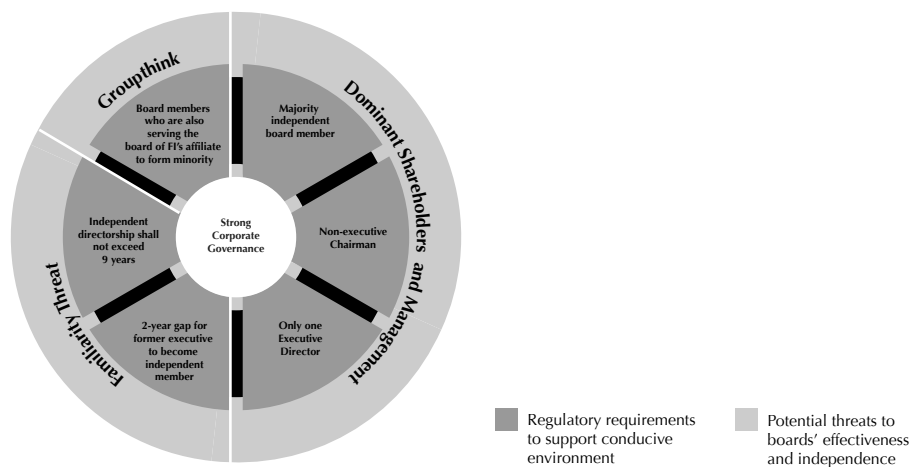 Groupthink
Board members
who are also
serving the
board of FI's affiliate
to form minority
Majority
independent
board member
Dominant Shareholders and Management
Independent
directorship shall
not exceed
9 years
Strong
Corporate
Governance
Non-executive
Chairman
Familiarity Threat
2-year gap for
former executive
to become
independent
member
Only one
Executive
Director
Regulatory requirements
to support conducive
environment
Potential threats to
boards' effectiveness
and independence